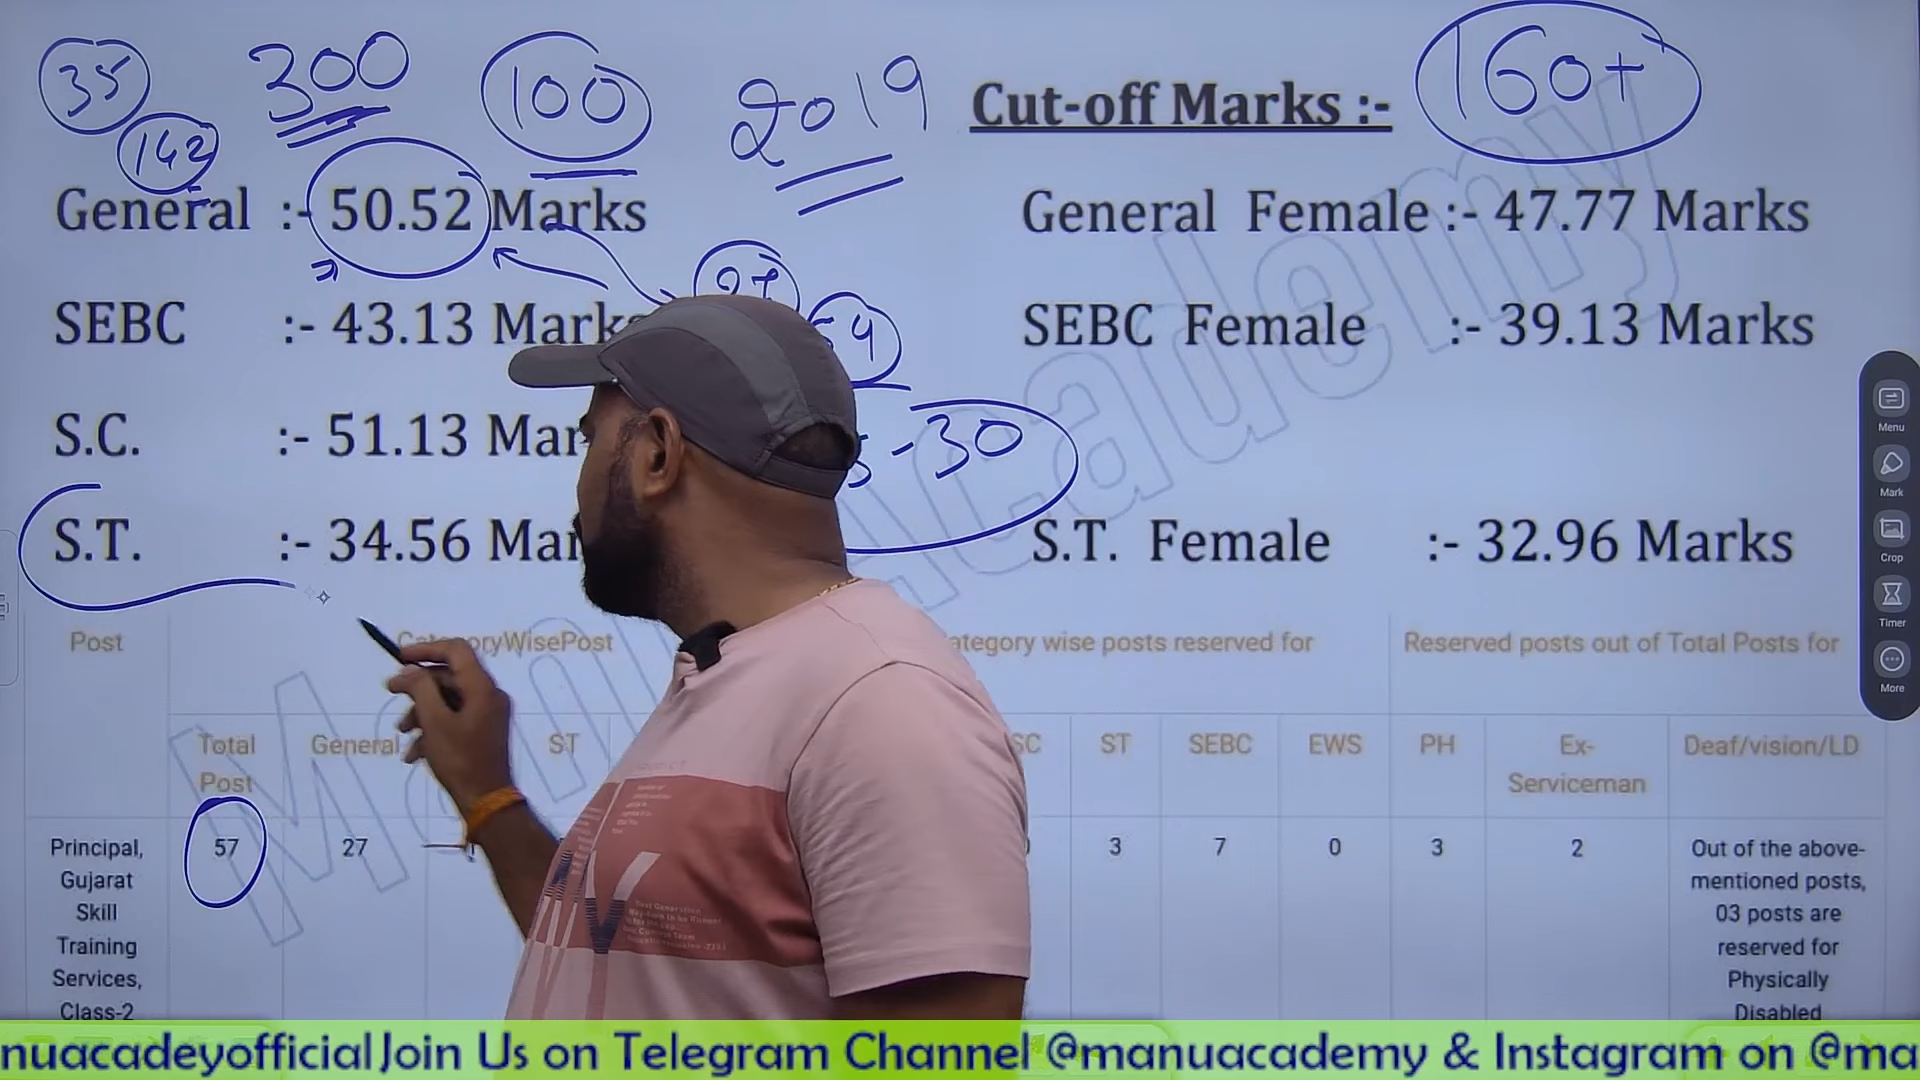 35
300
100
2019
Cut-off Marks :-
160+
142
General :- 50.52 Marks
General Female :- 47.77 Marks
SEBC :- 43.13 Marks
SEBC Female :- 39.13 Marks
S.C. :- 51.13
-30
S.T. :- 34.56
S.T. Female :- 32.96 Marks
Post
wise posts reserved for
Reserved posts out of Total Posts for
Total Post
General
ST
SC
ST
SEBC
EWS
PH
Ex-Serviceman
Deaf/vision/LD
Principal,
Gujarat
Skill
Training
Services,
Class-2
57
27
3
7
0
3
2
Out of the above-
mentioned posts,
03 posts are
reserved for
Physically
Disabled
Menu
Mark
Crop
Timer
More
Join Us on Telegram Channel @manuacademy & Instagram on